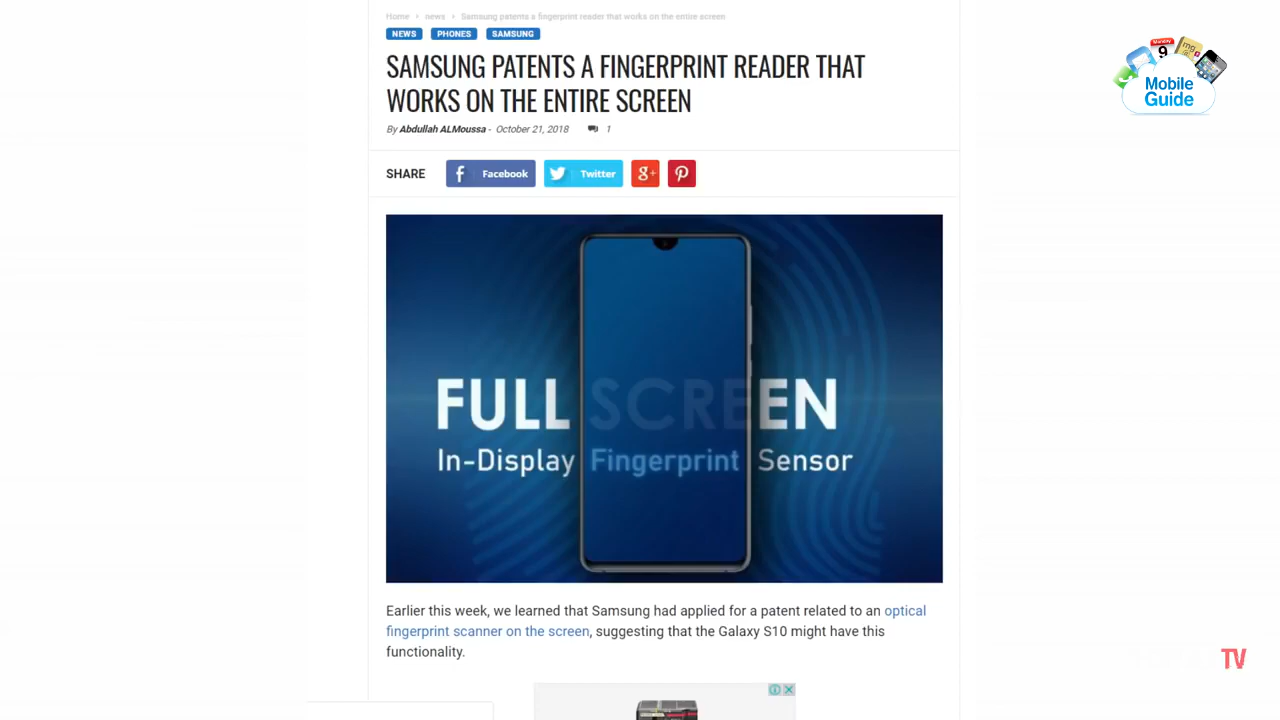 Home › news › Samsung patents a fingerprint reader that works on the entire screen
NEWS PHONES SAMSUNG
SAMSUNG PATENTS A FINGERPRINT READER THAT
WORKS ON THE ENTIRE SCREEN
By Abdullah ALMoussa - October 21, 2018 1
SHARE Facebook Twitter g+
FULL SCREEN
In-Display Fingerprint Sensor
Earlier this week, we learned that Samsung had applied for a patent related to an optical
fingerprint scanner on the screen, suggesting that the Galaxy S10 might have this
functionality.
Monday
9
mg
Mobile
Guide
TV